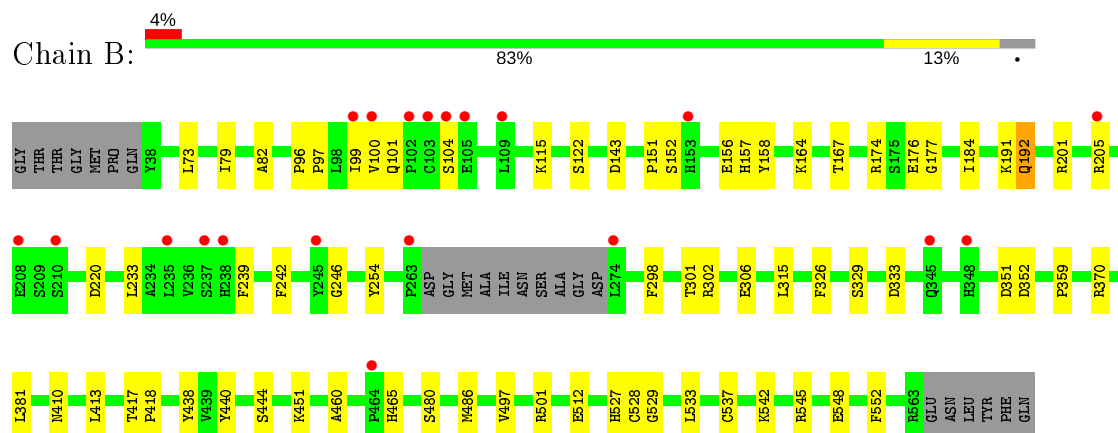 4%
Chain B:
83% 13% •
GLY THR THR GLY MET PRO GLN Y38 L73 I79 A82 P96 P97 L98 I99 V100 Q101 P102 C103 S104 E105 L109 K115 S122 D143 P151 S152 H153 E156 H157 Y158 K164 T167 R174 S175 E176 G177 I184 K191 Q192 R201 R205
E208 S209 S210 D220 L233 A234 L235 V236 S237 H238 F239 F242 Y245 G246 Y254 P263 ASP GLY MET ALA ILE ASN SER ALA GLY ASP L274 F298 T301 R302 E306 L315 F326 S329 D333 Q345 H348 D351 D352 P359 R370
L381 N410 L413 T417 P418 Y438 V439 Y440 S444 K451 A460 P464 H465 S480 M486 V497 R501 E512 H527 C528 G529 L533 C537 K542 R545 E548 F552 R563 GLU ASN LEU TYR PHE GLN